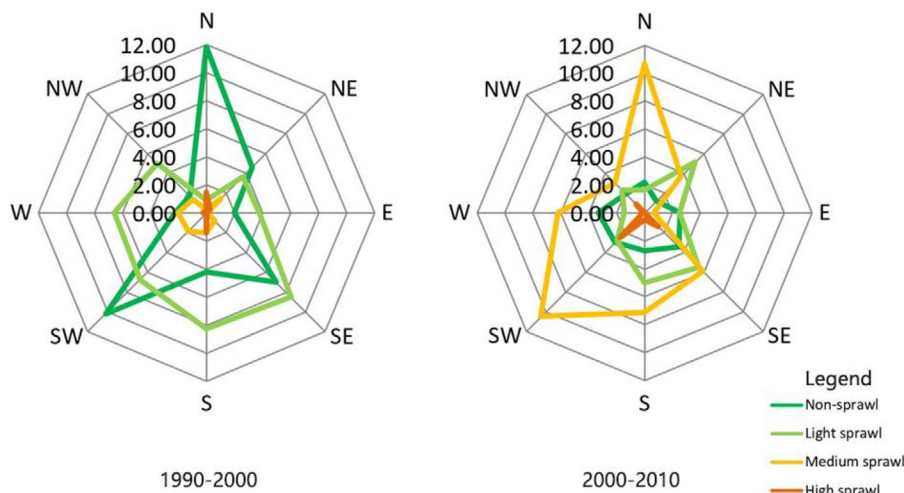 N
12.00
10.00
8.00
6.00
4.00
2.00
0.00
NW
NE
W
E
SW
SE
S
1990-2000
N
12.00
10.00
8.00
6.00
4.00
2.00
0.00
NW
NE
W
E
SW
SE
S
2000-2010
Legend
Non-sprawl
Light sprawl
Medium sprawl
High sprawl